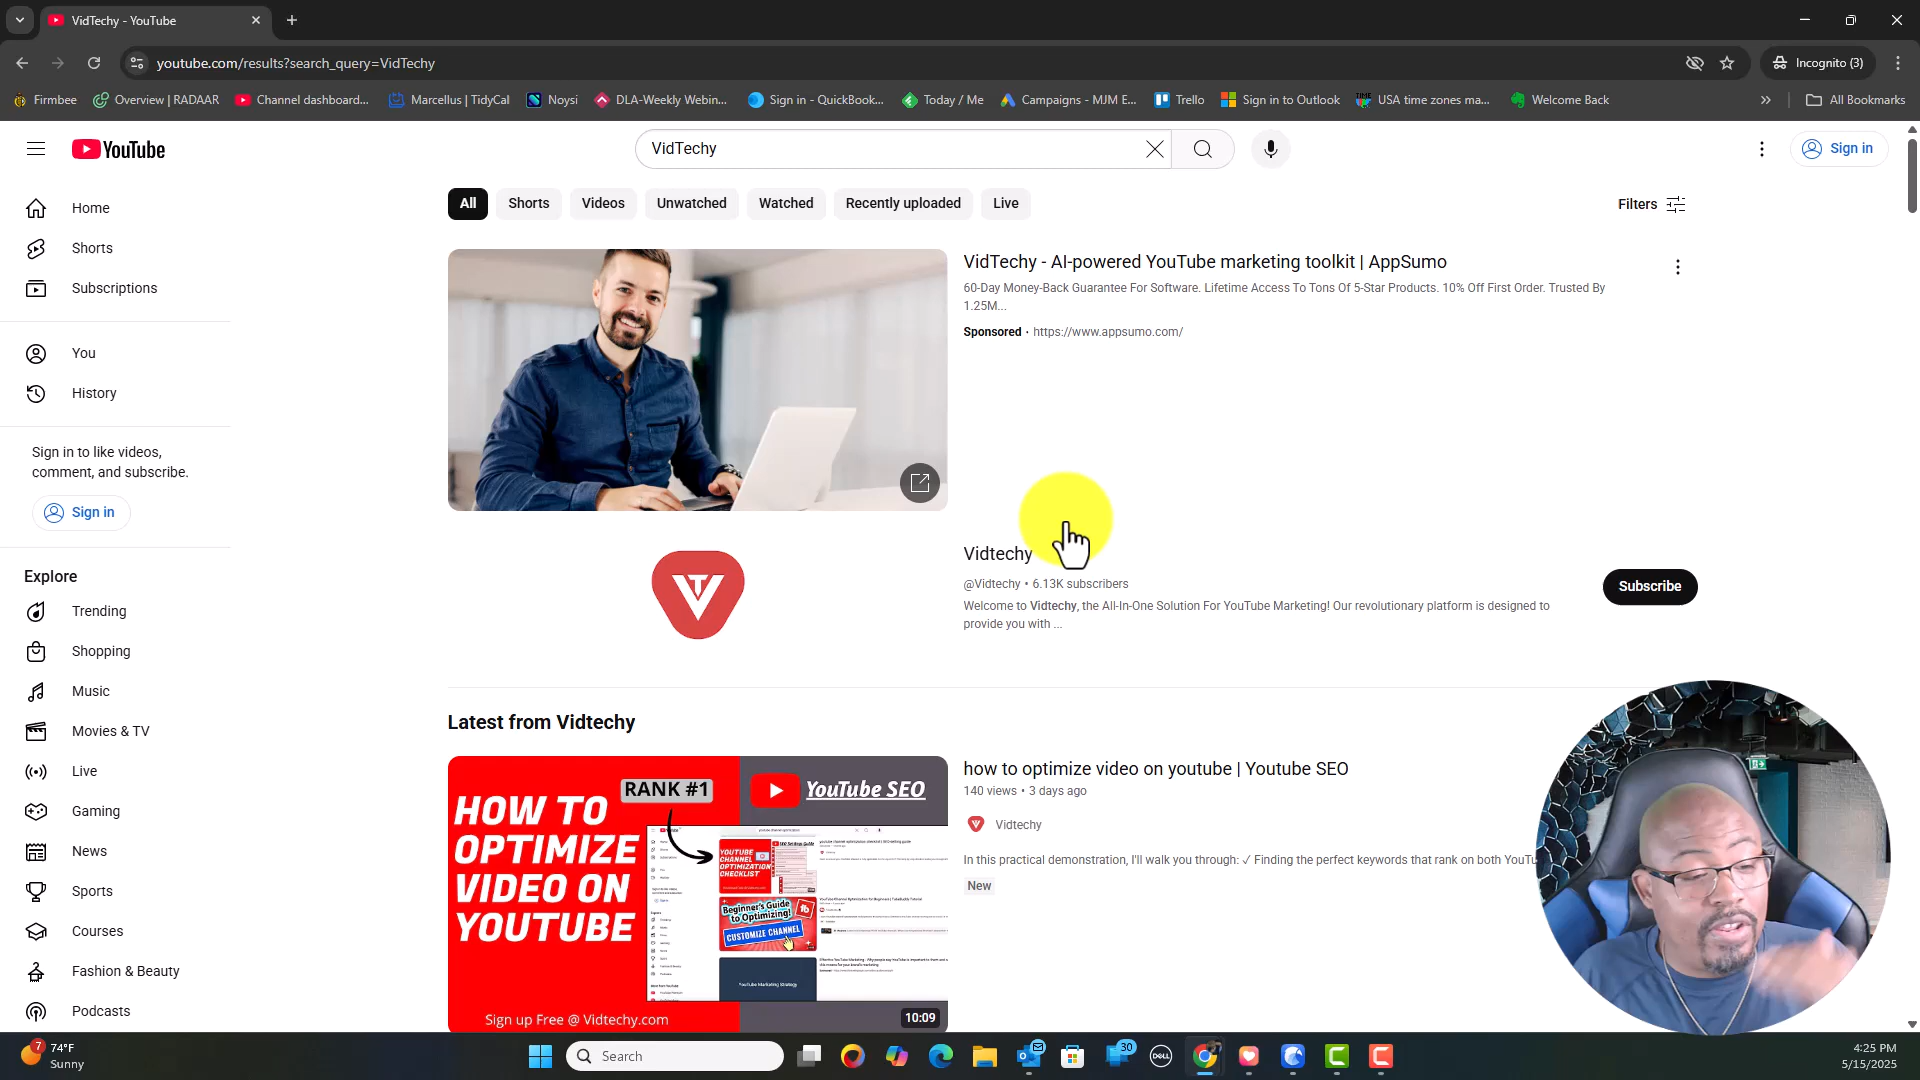 VidTechy - YouTube
youtube.com/results?search_query=VidTechy
Incognito (3)
Firmbee
Overview | RADAAR
Channel dashboard...
Marcellus | TidyCal
Noysi
DLA-Weekly Webin...
Sign in - QuickBook...
Today / Me
Campaigns - MJM E...
Trello
Sign in to Outlook
USA time zones ma...
Welcome Back
»
All Bookmarks
YouTube
VidTechy
Sign in
Home
Shorts
Subscriptions
You
History
Sign in to like videos,
comment, and subscribe.
Sign in
Explore
Trending
Shopping
Music
Movies & TV
Live
Gaming
News
Sports
Courses
Fashion & Beauty
Podcasts
All
Shorts
Videos
Unwatched
Watched
Recently uploaded
Live
Filters
VidTechy - AI-powered YouTube marketing toolkit | AppSumo
60-Day Money-Back Guarantee For Software. Lifetime Access To Tons Of 5-Star Products. 10% Off First Order. Trusted By
1.25M...
Sponsored · https://www.appsumo.com/
Vidtechy
@Vidtechy • 6.13K subscribers
Welcome to Vidtechy, the All-In-One Solution For YouTube Marketing! Our revolutionary platform is designed to
provide you with ...
Subscribe
Latest from Vidtechy
HOW TO
OPTIMIZE
VIDEO ON
YOUTUBE
RANK #1
YouTube SEO
YOUTUBE
CHANNEL
OPTIMIZATION
CHECKLIST
Beginner's Guide
to Optimizing!
CUSTOMIZE CHANNEL
YouTube Marketing Strategy
Sign up Free @ Vidtechy.com
10:09
how to optimize video on youtube | Youtube SEO
140 views • 3 days ago
Vidtechy
In this practical demonstration, I'll walk you through: ✓ Finding the perfect keywords that rank on both YouTu
New
7
74°F
Sunny
Search
30
DELL
4:25 PM
5/15/2025